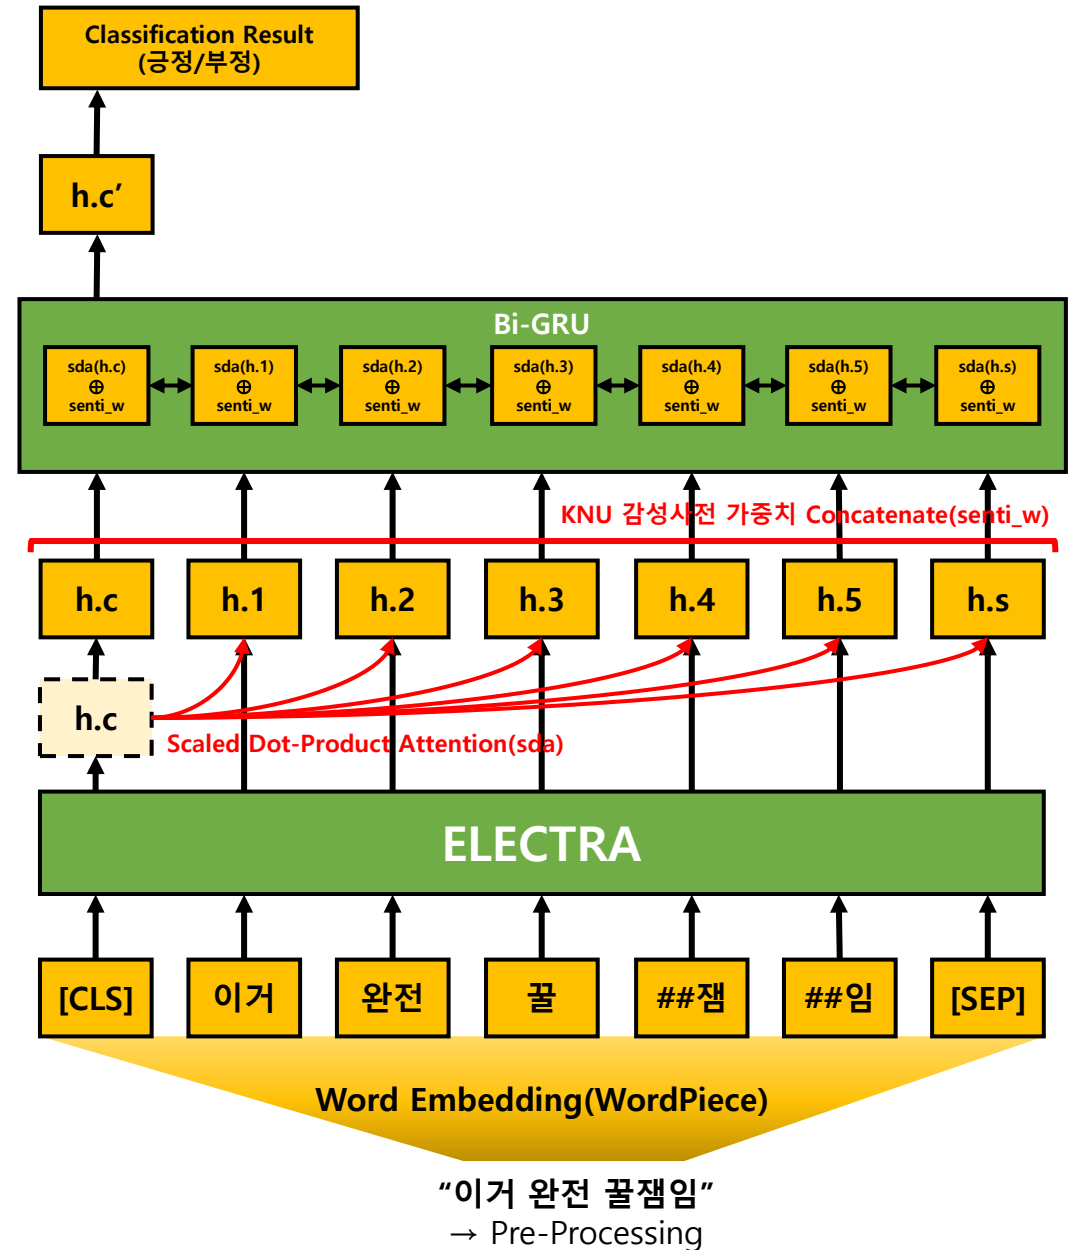 Classification Result
(긍정/부정)
h.c’
Bi-GRU
sda(h.c) ⊕ senti_w
sda(h.1) ⊕ senti_w
sda(h.2) ⊕ senti_w
sda(h.3) ⊕ senti_w
sda(h.4) ⊕ senti_w
sda(h.5) ⊕ senti_w
sda(h.s) ⊕ senti_w
KNU 감성사전 가중치 Concatenate(senti_w)
h.c h.1 h.2 h.3 h.4 h.5 h.s
h.c
Scaled Dot-Product Attention(sda)
ELECTRA
[CLS] 이거 완전 꿀 ##잼 ##임 [SEP]
Word Embedding(WordPiece)
“이거 완전 꿀잼임”
→ Pre-Processing